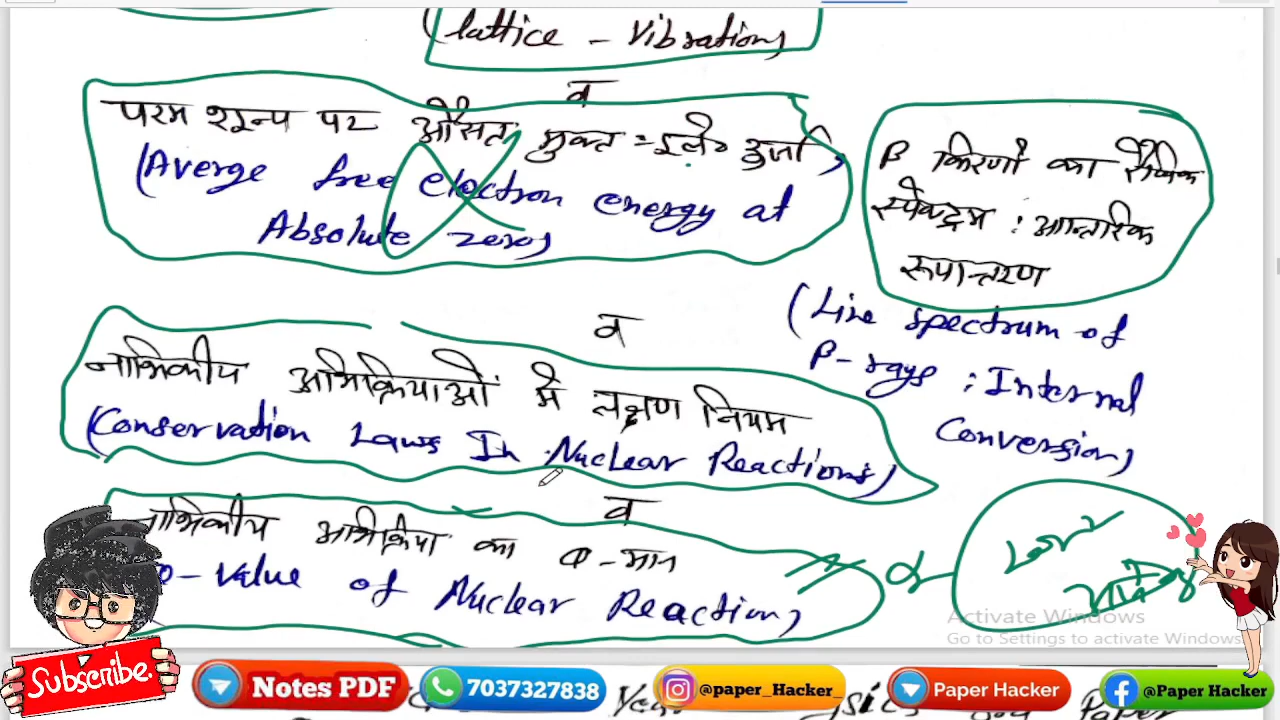 (lattice - Vibration)
व
परम शून्य पर औसत मुक्त = इले० ऊर्जा
(Averge free electron energy at
Absolute zero)
β किरणों का रैखिक
स्पेक्ट्रम : आन्तरिक
रूपान्तरण
(Line spectrum of
β-rays : Internal
Conversion)
व
नाभिकीय अभिक्रियाओं में लक्षण नियम
(Conservation Laws In Nuclear Reactions)
व
नाभिकीय अभिक्रिया का Φ-मान
-value of Nuclear Reaction)
Activate Windows
Go to Settings to activate Windows
Subscribe
Notes PDF
7037327838
@paper_Hacker_
Paper Hacker
@Paper Hacker